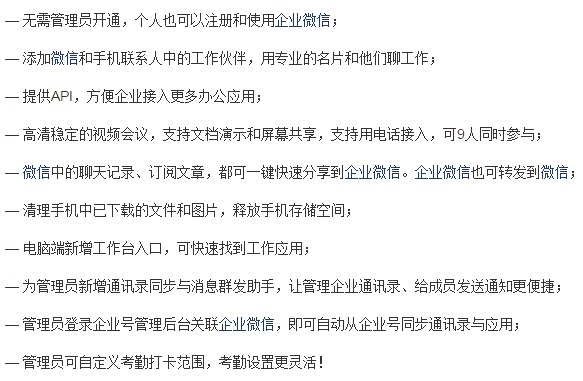 — 无需管理员开通，个人也可以注册和使用企业微信；
— 添加微信和手机联系人中的工作伙伴，用专业的名片和他们聊工作；
— 提供API，方便企业接入更多办公应用；
— 高清稳定的视频会议，支持文档演示和屏幕共享，支持用电话接入，可9人同时参与；
— 微信中的聊天记录、订阅文章，都可一键快速分享到企业微信。企业微信也可转发到微信；
— 清理手机中已下载的文件和图片，释放手机存储空间；
— 电脑端新增工作台入口，可快速找到工作应用；
— 为管理员新增通讯录同步与消息群发助手，让管理企业通讯录、给成员发送通知更便捷；
— 管理员登录企业号管理后台关联企业微信，即可自动从企业号同步通讯录与应用；
— 管理员可自定义考勤打卡范围，考勤设置更灵活！